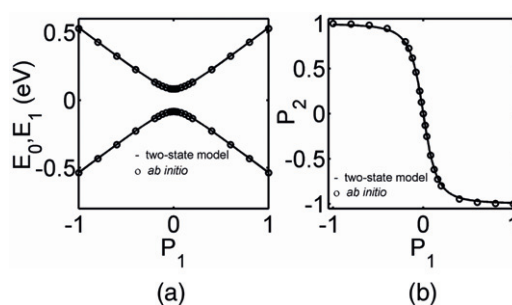 0.5
0
-0.5
E0,E1 (eV)
- two-state model
o ab initio
-1 0 1
P1
(a)
1
0.5
0
-0.5
-1
P2
- two-state model
o ab initio
-1 0 1
P1
(b)